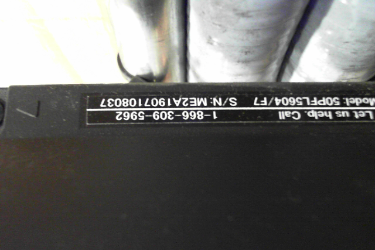 Let us help. Call 1-866-309-5962
Model: 50PFL5604/F7 S/N: ME2A1907108037